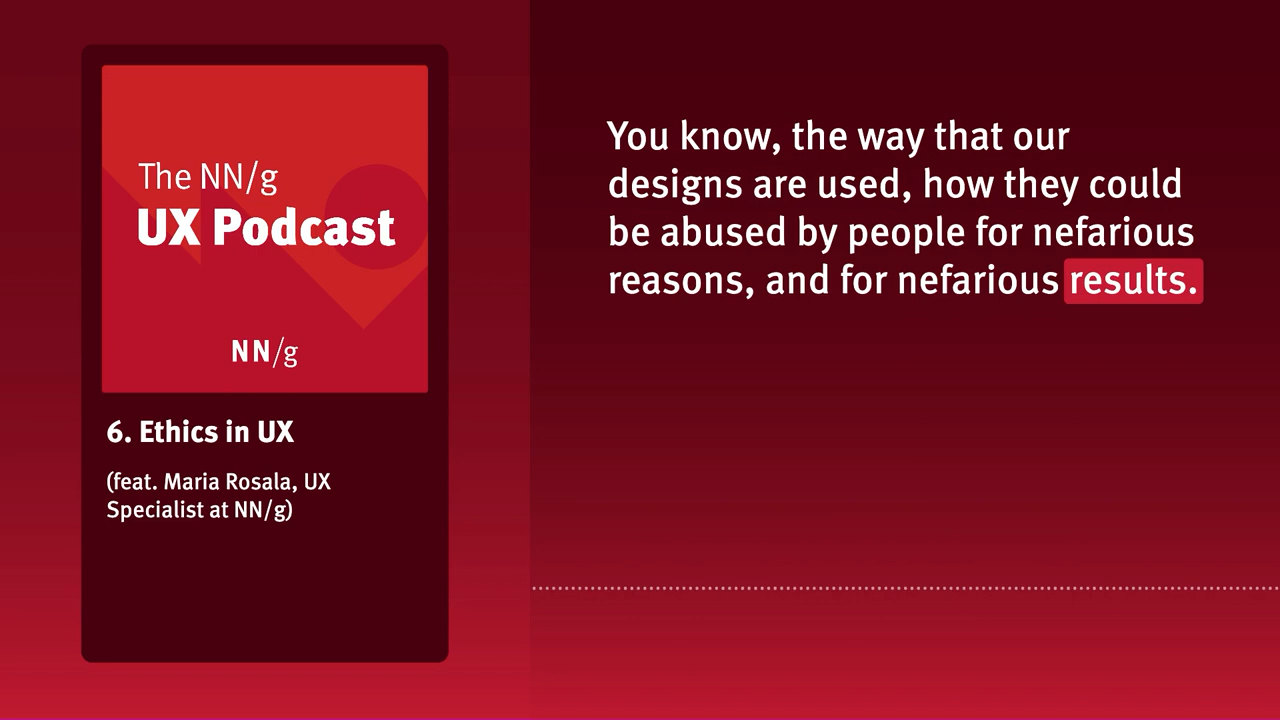 The NN/g
UX Podcast
NN/g
6. Ethics in UX
(feat. Maria Rosala, UX
Specialist at NN/g)
You know, the way that our
designs are used, how they could
be abused by people for nefarious
reasons, and for nefarious results.